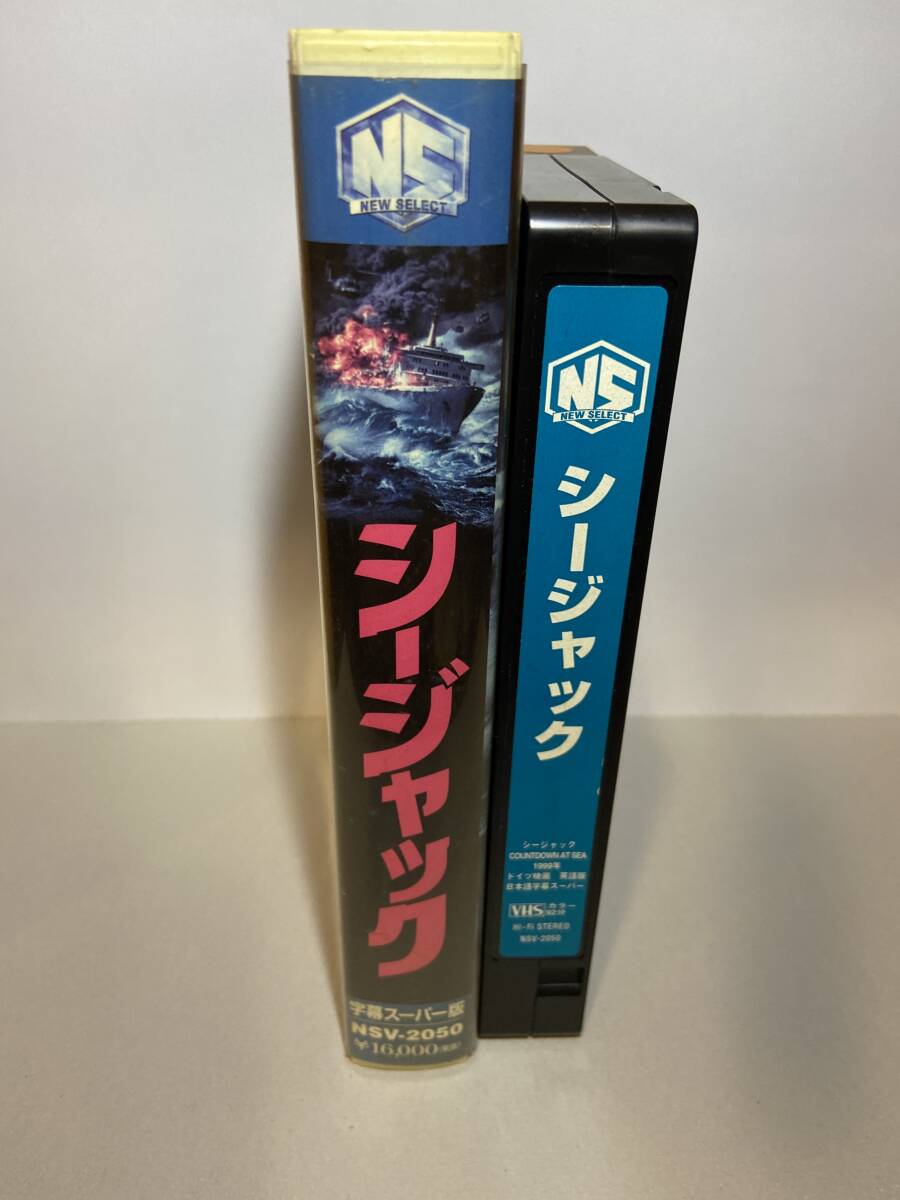 NS
NEW SELECT
シージャック
字幕スーパー版
NSV-2050
¥16,000
NS
NEW SELECT
シージャック
シージャック
COUNTDOWN AT SEA
1999年
ドイツ映画 英語版
日本語字幕スーパー
VHS カラー
Hi-Fi STEREO
NSV-2050